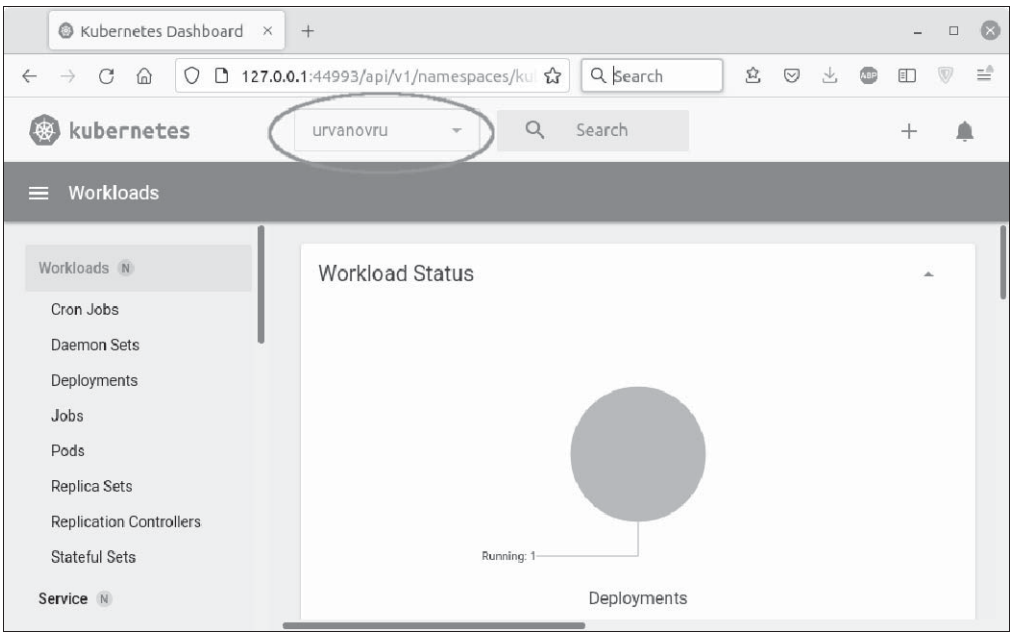 Kubernetes Dashboard
127.0.0.1:44993/api/v1/namespaces/ku
Search
ABP
kubernetes
urvanovru
Search
Workloads
Workloads N
Cron Jobs
Daemon Sets
Deployments
Jobs
Pods
Replica Sets
Replication Controllers
Stateful Sets
Service N
Workload Status
Running: 1
Deployments